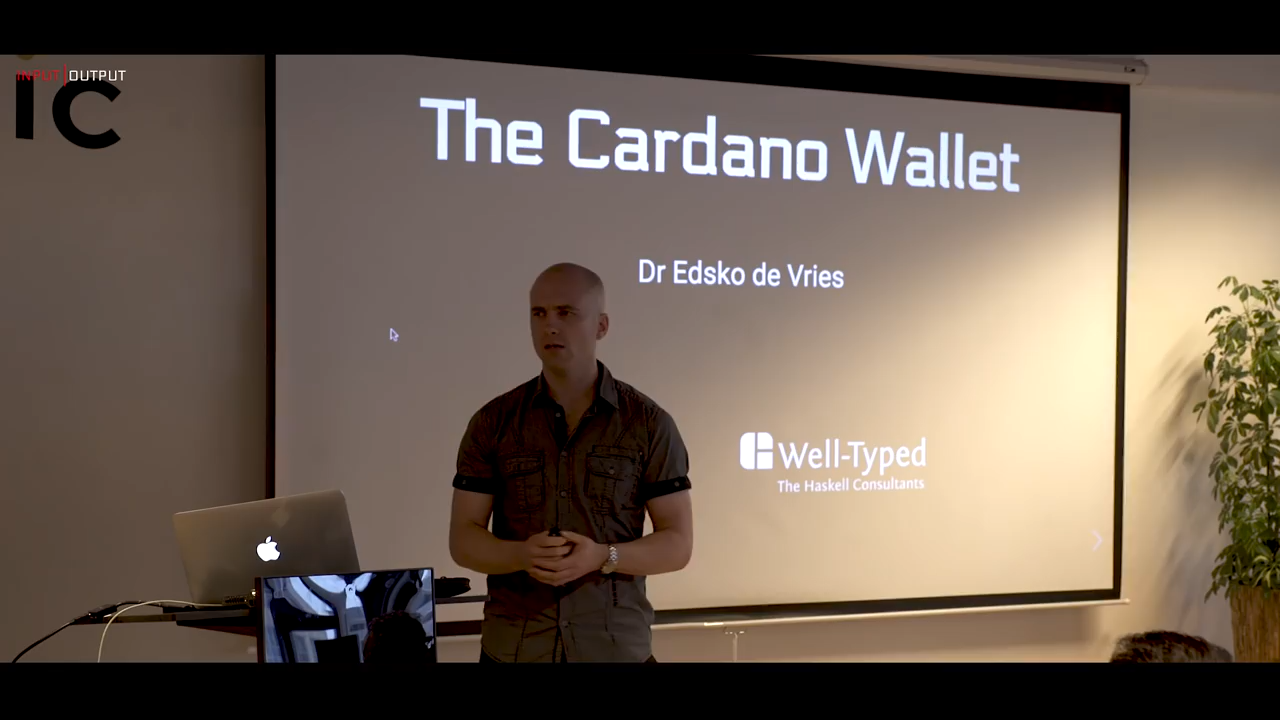 INPUT|OUTPUT
IC
The Cardano Wallet
Dr Edsko de Vries
Well-Typed
The Haskell Consultants